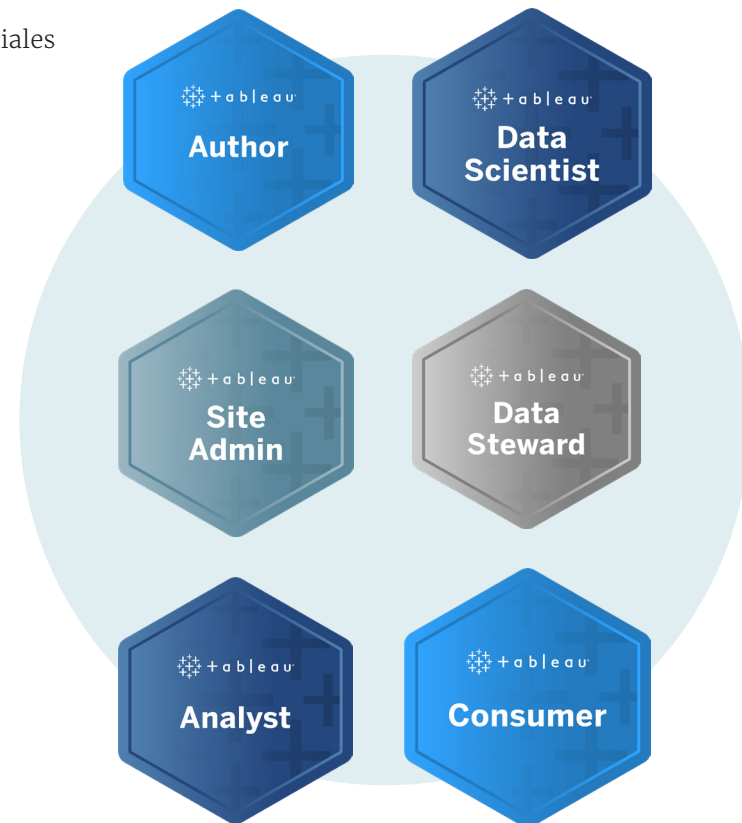 iales
+ableau
Author
+ableau
Data
Scientist
+ableau
Site
Admin
+ableau
Data
Steward
+ableau
Analyst
+ableau
Consumer